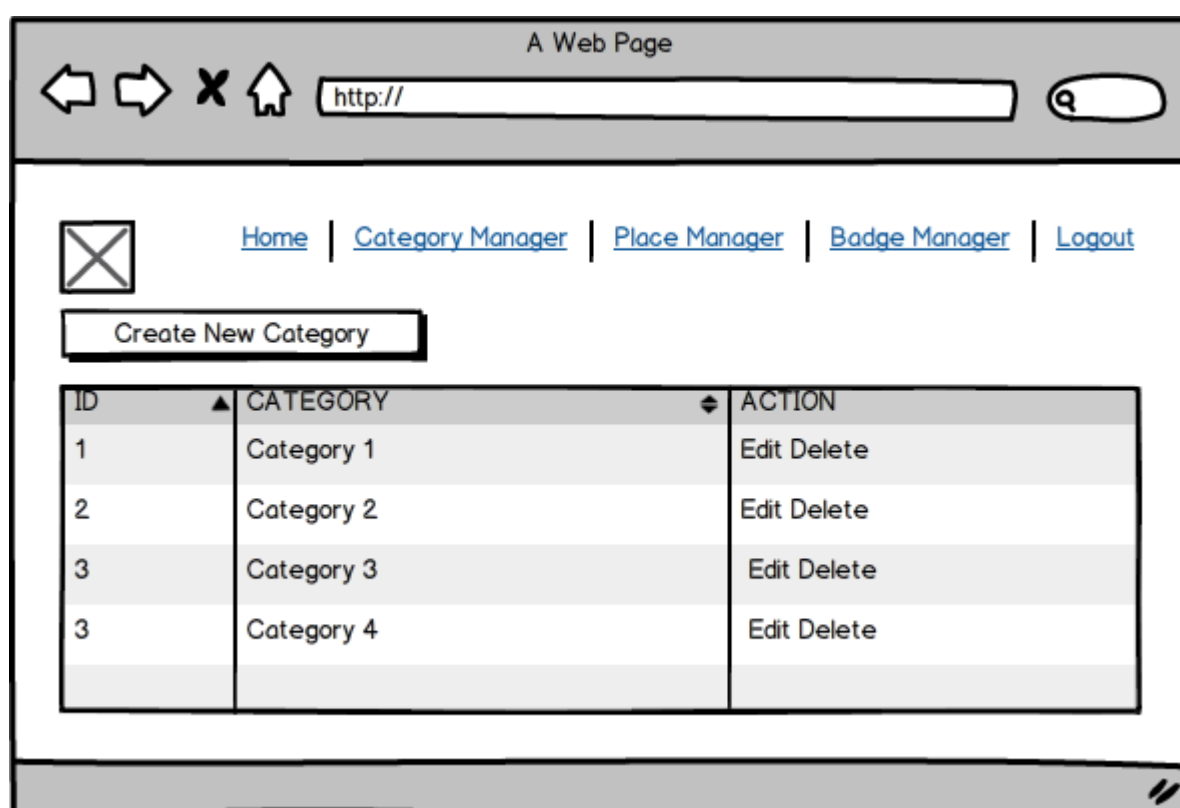 A Web Page
http://
Home Category Manager Place Manager Badge Manager Logout
Create New Category
ID CATEGORY ACTION
1 Category 1 Edit Delete
2 Category 2 Edit Delete
3 Category 3 Edit Delete
3 Category 4 Edit Delete